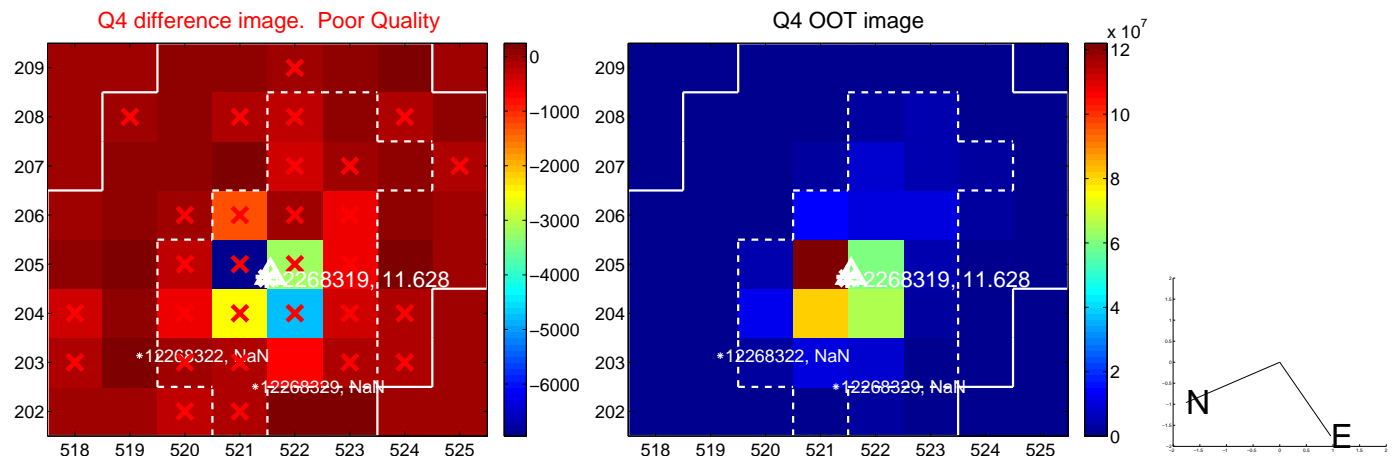 Q4 difference image. Poor Quality
Q4 OOT image
x 10^7
209
208
207
206
205
204
203
202
518 519 520 521 522 523 524 525
0
−1000
−2000
−3000
−4000
−5000
−6000
2268319, 11.628
*12268322, NaN
*12268329, NaN
209
208
207
206
205
204
203
202
518 519 520 521 522 523 524 525
12
10
8
6
4
2
0
2268319, 11.628
*12268322, NaN
*12268329, NaN
N
E